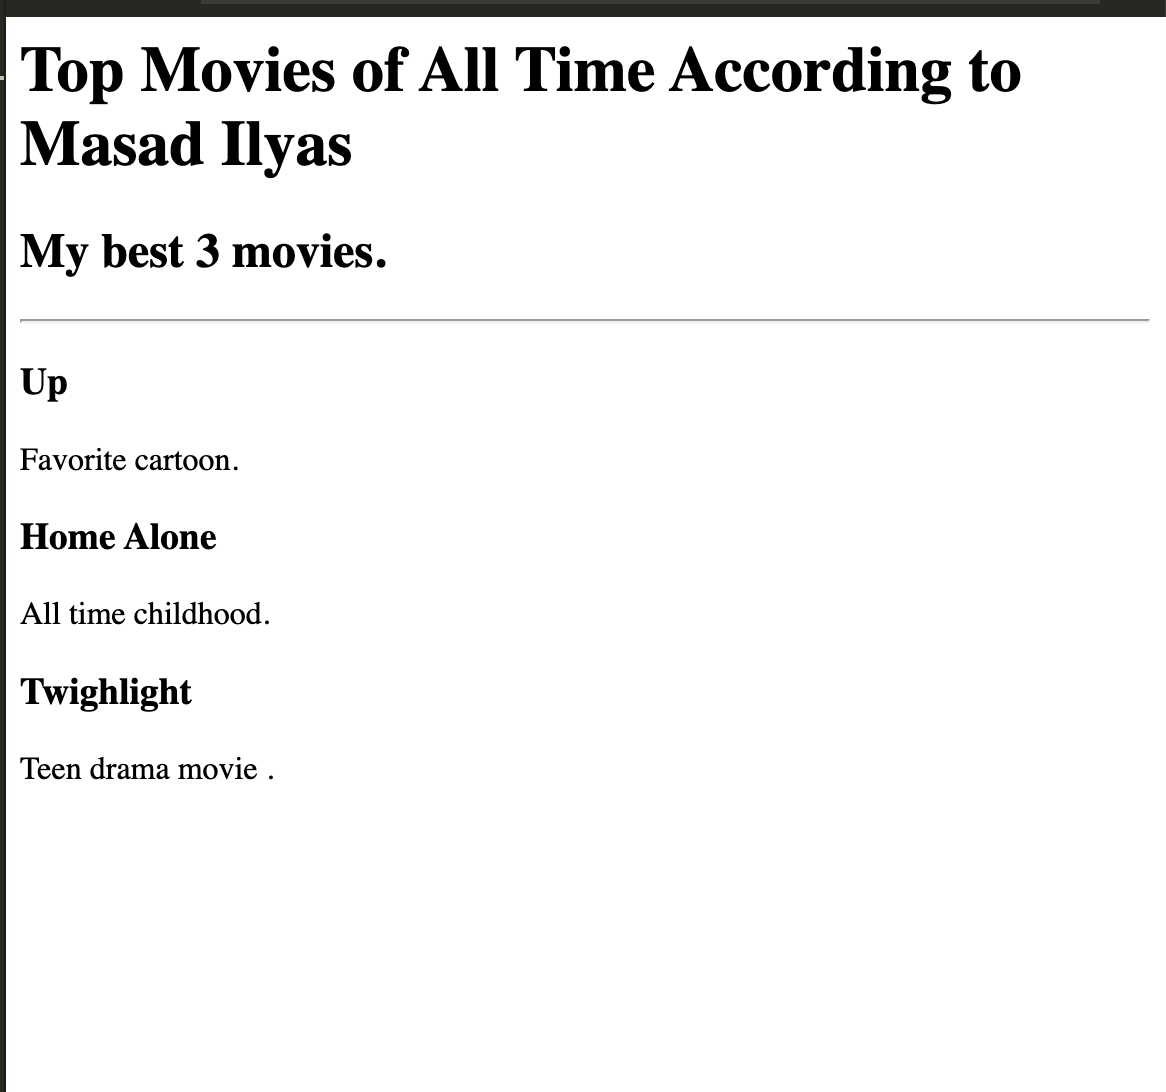 Top Movies of All Time According to
Masad Ilyas
My best 3 movies.
Up
Favorite cartoon.
Home Alone
All time childhood.
Twighlight
Teen drama movie .